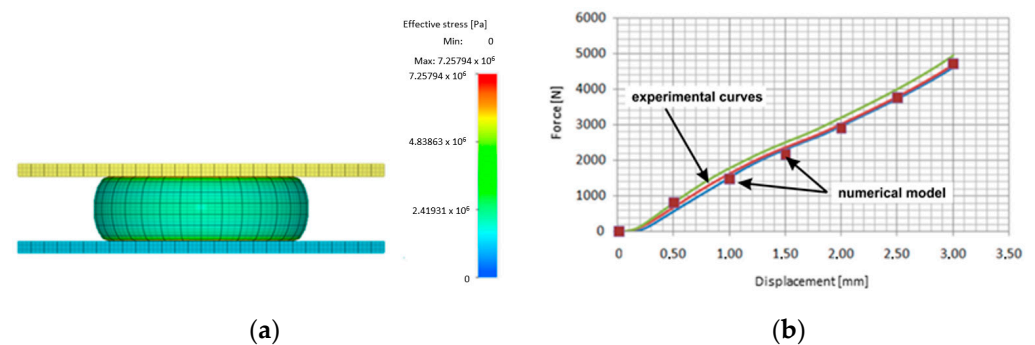 Effective stress [Pa]
Min: 0
Max: 7.25794 x 10⁶
7.25794 x 10⁶
4.83863 x 10⁶
2.41931 x 10⁶
0
(a)
6000
5000
4000
3000
2000
1000
0
Force [N]
experimental curves
numerical model
0 0,50 1,00 1,50 2,00 2,50 3,00 3,50
Displacement [mm]
(b)